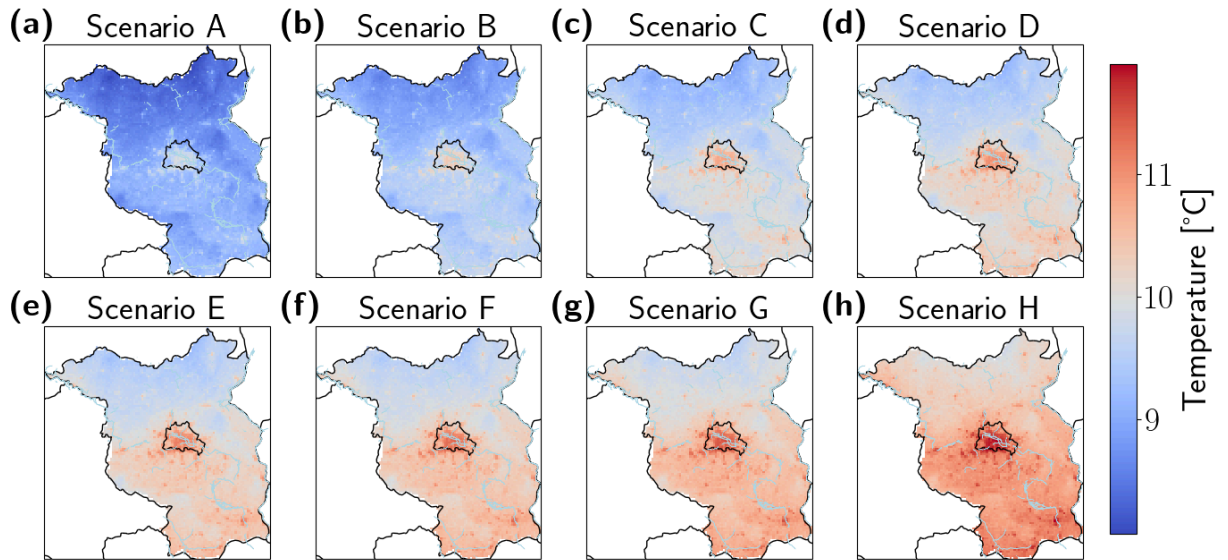 (a) Scenario A
(b) Scenario B
(c) Scenario C
(d) Scenario D
(e) Scenario E
(f) Scenario F
(g) Scenario G
(h) Scenario H
11
10
9
Temperature [°C]